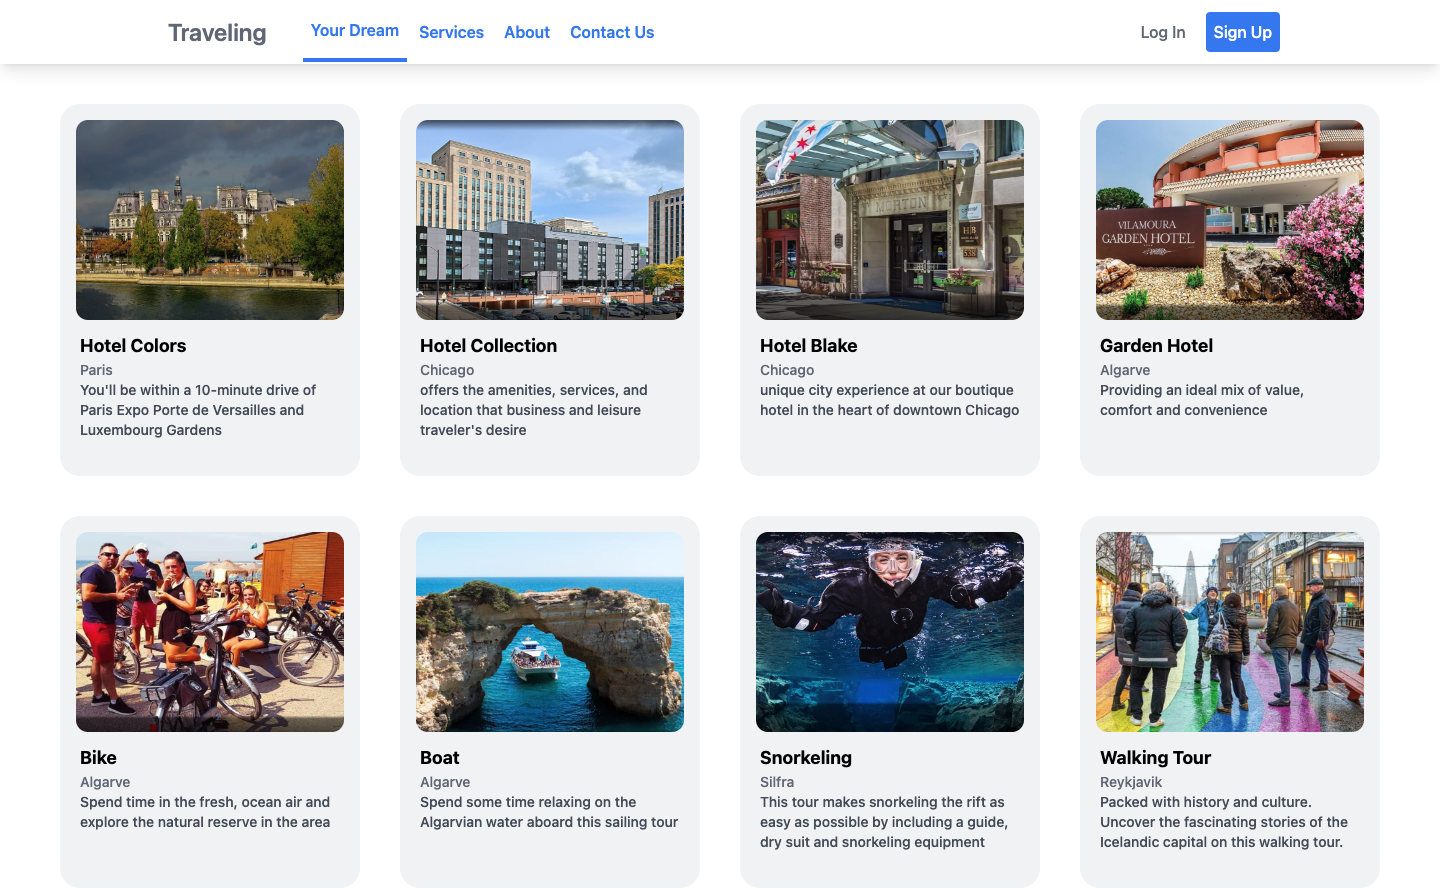 Traveling
Your Dream
Services
About
Contact Us
Log In
Sign Up
MORTON
H|B
538
VILAMOURA
GARDEN HOTEL
Hotel Colors
Paris
You'll be within a 10-minute drive of
Paris Expo Porte de Versailles and
Luxembourg Gardens
Hotel Collection
Chicago
offers the amenities, services, and
location that business and leisure
traveler's desire
Hotel Blake
Chicago
unique city experience at our boutique
hotel in the heart of downtown Chicago
Garden Hotel
Algarve
Providing an ideal mix of value,
comfort and convenience
Bike
Algarve
Spend time in the fresh, ocean air and
explore the natural reserve in the area
Boat
Algarve
Spend some time relaxing on the
Algarvian water aboard this sailing tour
Snorkeling
Silfra
This tour makes snorkeling the rift as
easy as possible by including a guide,
dry suit and snorkeling equipment
Walking Tour
Reykjavik
Packed with history and culture.
Uncover the fascinating stories of the
Icelandic capital on this walking tour.